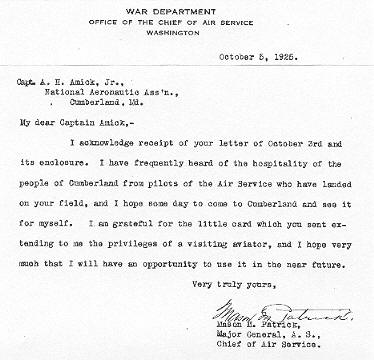 WAR DEPARTMENT
OFFICE OF THE CHIEF OF AIR SERVICE
WASHINGTON
October 5, 1925.
Capt. A. H. Amick, Jr.,
National Aeronautic Ass'n.,
Cumberland, Md.
My dear Captain Amick,-
I acknowledge receipt of your letter of October 3rd and
its enclosure. I have frequently heard of the hospitality of the
people of Cumberland from pilots of the Air Service who have landed
on your field, and I hope some day to come to Cumberland and see it
for myself. I am grateful for the little card which you sent ex-
tending to me the privileges of a visiting aviator, and I hope very
much that I will have an opportunity to use it in the near future.
Very truly yours,
Mason M. Patrick.
Mason M. Patrick,
Major General, A. S.,
Chief of Air Service.